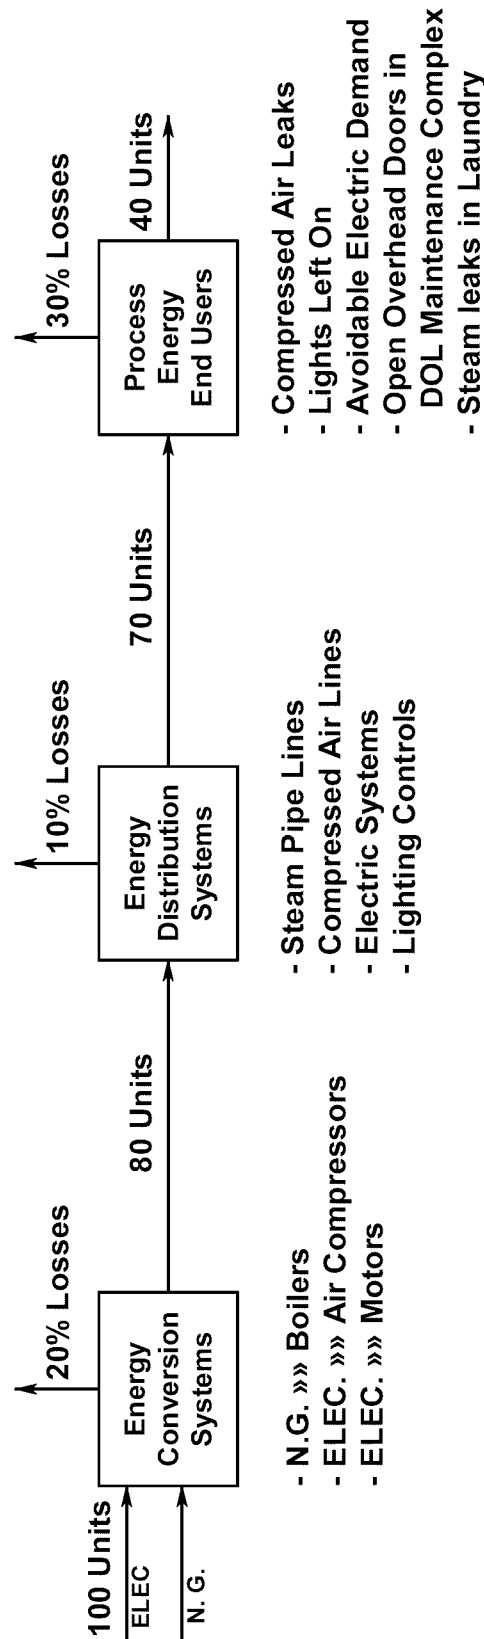 100 Units
ELEC
N. G.
20% Losses
Energy
Conversion
Systems
80 Units
10% Losses
Energy
Distribution
Systems
70 Units
30% Losses
Process
Energy
End Users
40 Units
- N.G. »» Boilers
- ELEC. »» Air Compressors
- ELEC. »» Motors
- Steam Pipe Lines
- Compressed Air Lines
- Electric Systems
- Lighting Controls
- Compressed Air Leaks
- Lights Left On
- Avoidable Electric Demand
- Open Overhead Doors in
DOL Maintenance Complex
- Steam leaks in Laundry